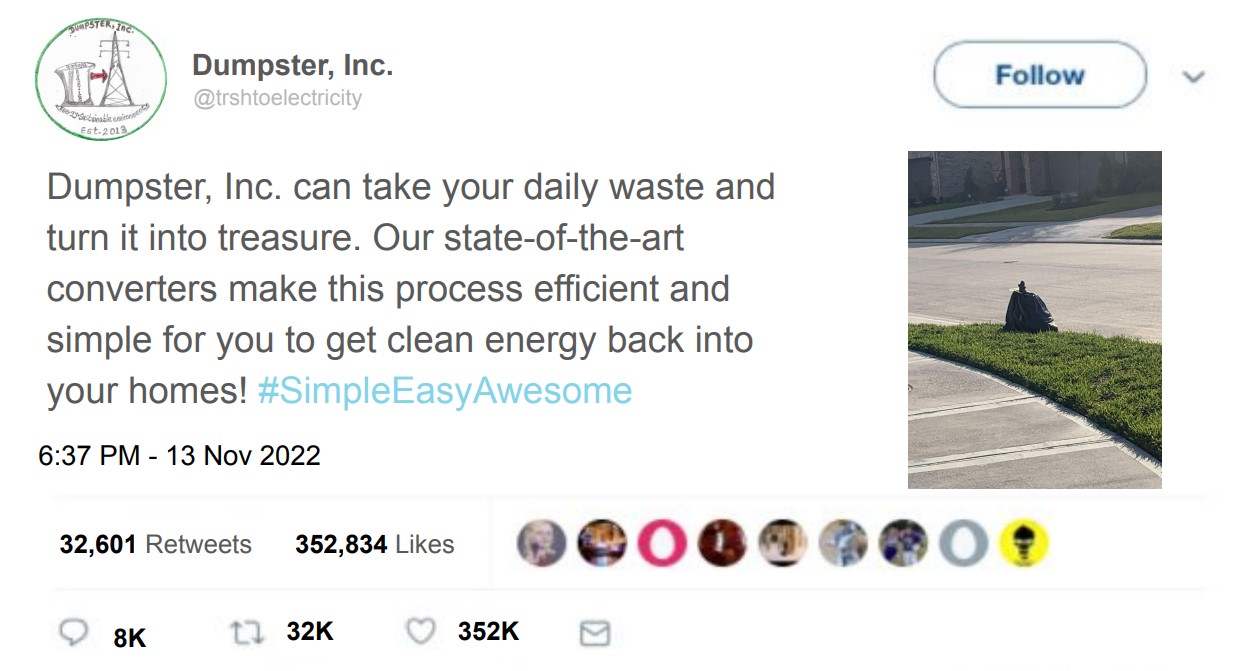 DUMPSTER, INC.
Est. 2013
Dumpster, Inc.
@trshtoelectricity
Follow
Dumpster, Inc. can take your daily waste and
turn it into treasure. Our state-of-the-art
converters make this process efficient and
simple for you to get clean energy back into
your homes! #SimpleEasyAwesome
6:37 PM - 13 Nov 2022
32,601 Retweets 352,834 Likes
8K 32K 352K